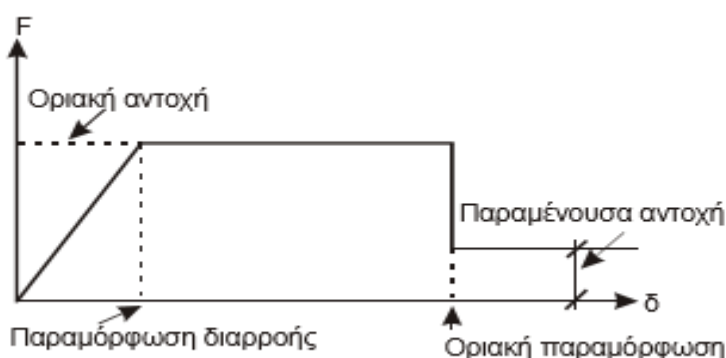 F
Οριακή αντοχή
Παραμένουσα αντοχή
δ
Παραμόρφωση διαρροής
Οριακή παραμόρφωση